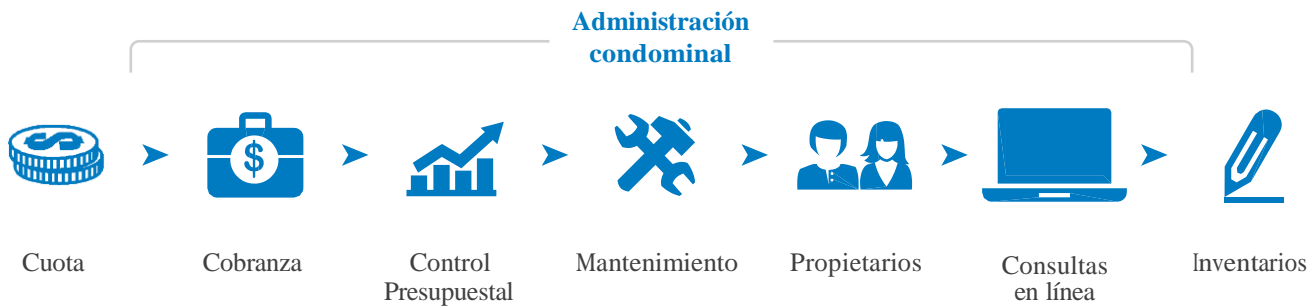 Administración
condominal
Cuota
Cobranza
Control
Presupuestal
Mantenimiento
Propietarios
Consultas
en línea
Inventarios